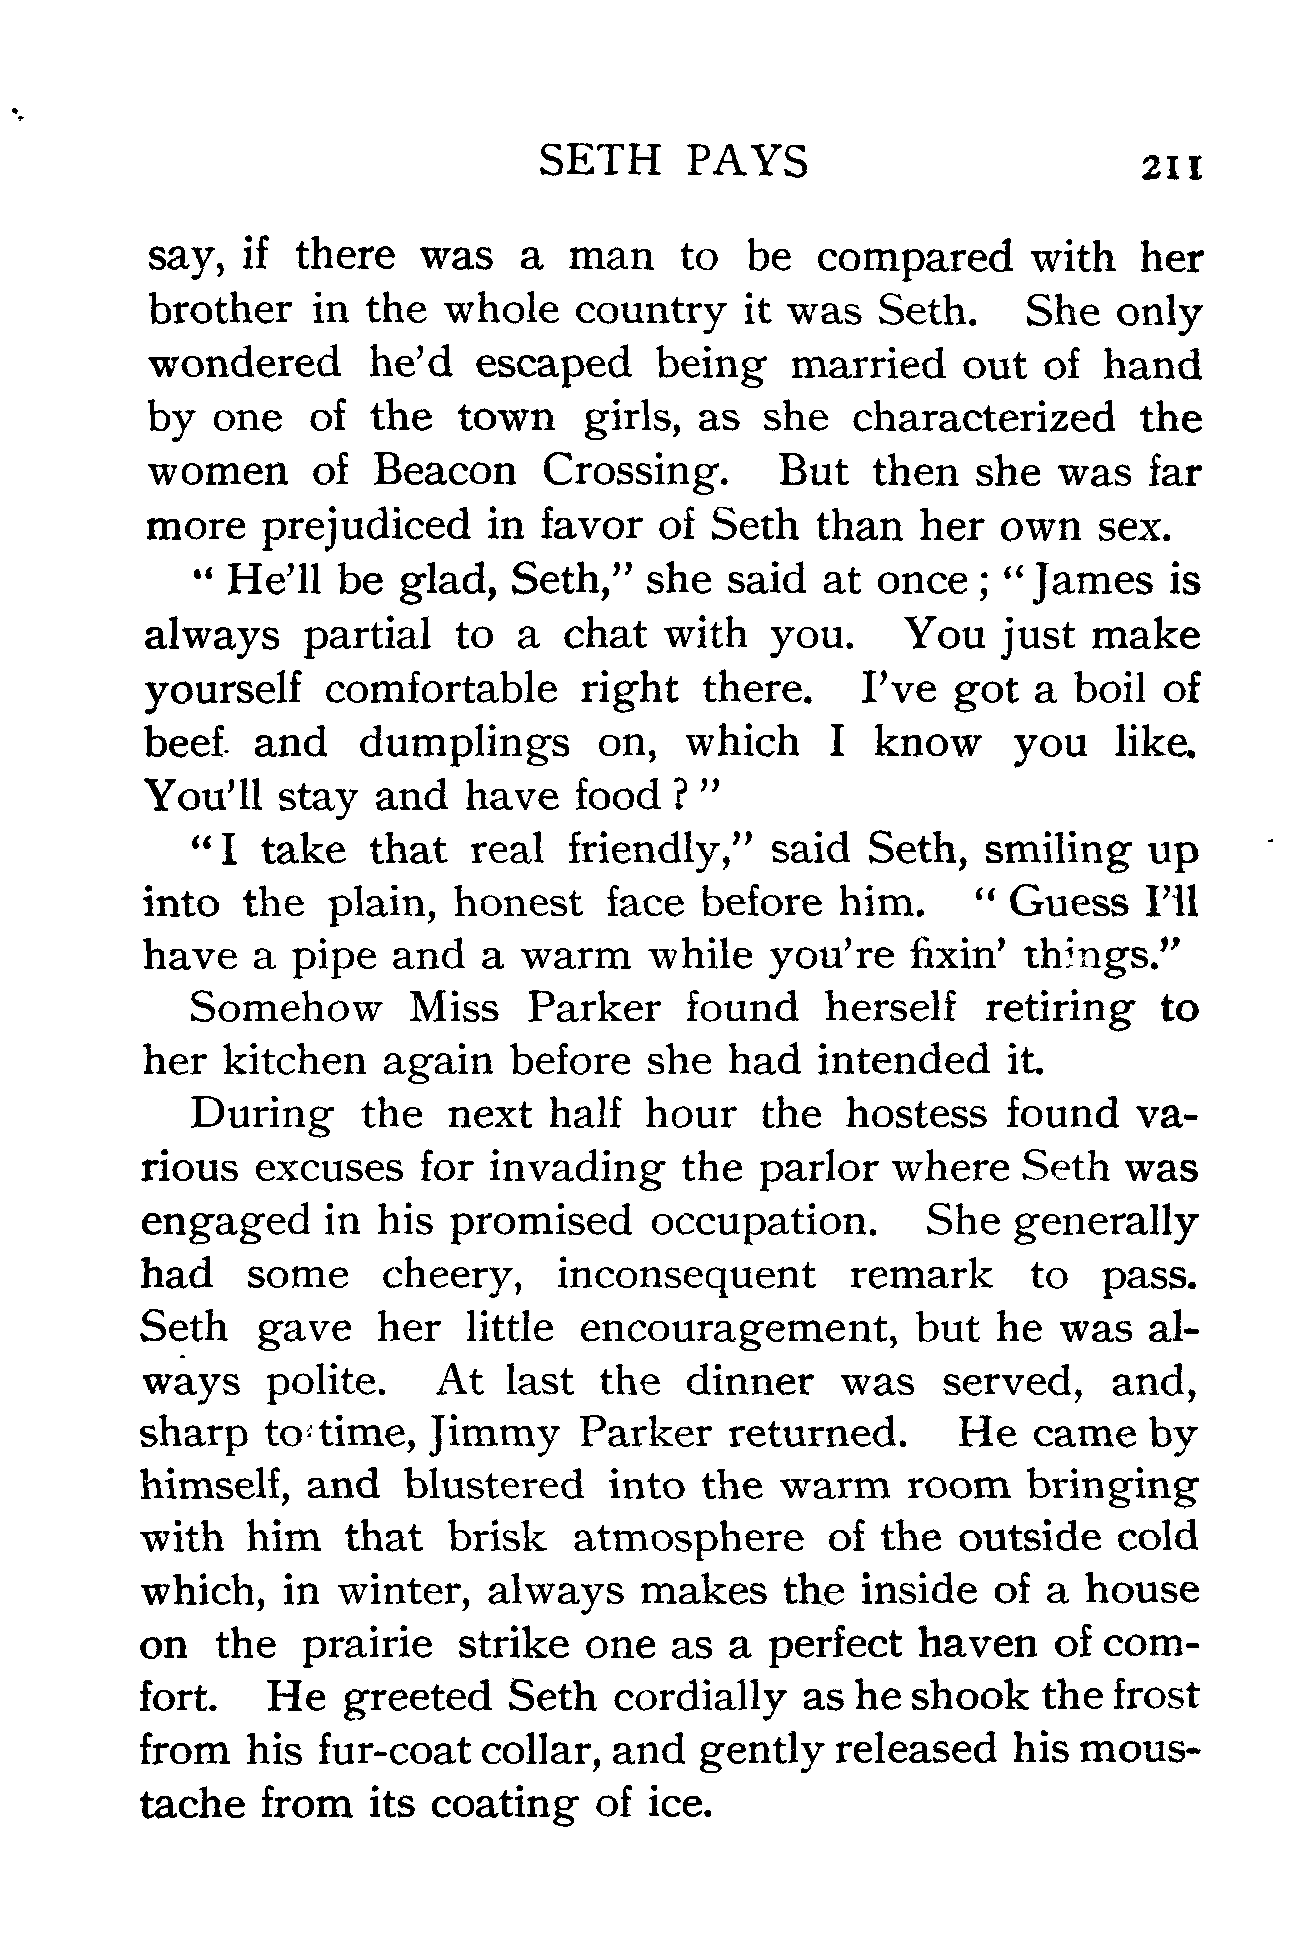 SETH PAYS 211
say, if there was a man to be compared with her
brother in the whole country it was Seth. She only
wondered he'd escaped being married out of hand
by one of the town girls, as she characterized the
women of Beacon Crossing. But then she was far
more prejudiced in favor of Seth than her own sex.
"He'll be glad, Seth," she said at once; "James is
always partial to a chat with you. You just make
yourself comfortable right there. I've got a boil of
beef and dumplings on, which I know you like.
You'll stay and have food?"
"I take that real friendly," said Seth, smiling up
into the plain, honest face before him. "Guess I'll
have a pipe and a warm while you're fixin' things."
Somehow Miss Parker found herself retiring to
her kitchen again before she had intended it.
During the next half hour the hostess found va-
rious excuses for invading the parlor where Seth was
engaged in his promised occupation. She generally
had some cheery, inconsequent remark to pass.
Seth gave her little encouragement, but he was al-
ways polite. At last the dinner was served, and,
sharp to time, Jimmy Parker returned. He came by
himself, and blustered into the warm room bringing
with him that brisk atmosphere of the outside cold
which, in winter, always makes the inside of a house
on the prairie strike one as a perfect haven of com-
fort. He greeted Seth cordially as he shook the frost
from his fur-coat collar, and gently released his mous-
tache from its coating of ice.